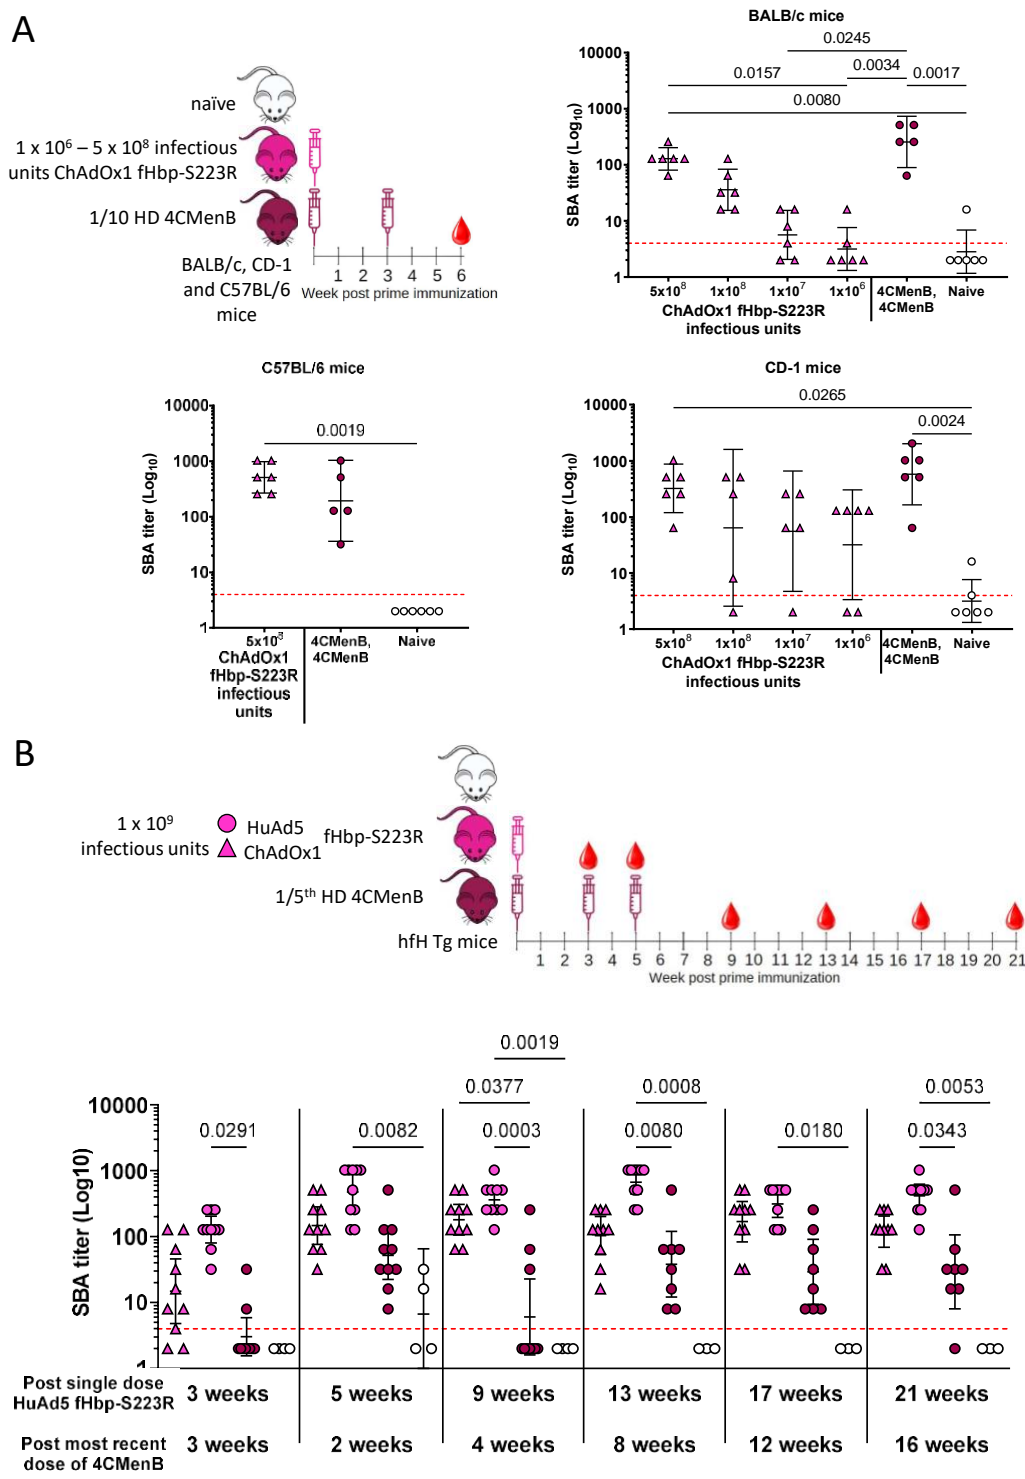 A
naïve
1 x 10⁶ – 5 x 10⁸ infectious
units ChAdOx1 fHbp-S223R
1/10 HD 4CMenB
BALB/c, CD-1
and C57BL/6
mice
1 2 3 4 5 6
Week post prime immunization
BALB/c mice
0.0245
0.0034
0.0157
0.0017
0.0080
SBA titer (Log₁₀)
10000
1000
100
10
1
5x10⁸
1x10⁸
1x10⁷
1x10⁶
4CMenB,
4CMenB
Naive
ChAdOx1 fHbp-S223R
infectious units
C57BL/6 mice
0.0019
SBA titer (Log₁₀)
10000
1000
100
10
1
5x10⁸
ChAdOx1
fHbp-S223R
infectious
units
4CMenB,
4CMenB
Naive
CD-1 mice
0.0265
0.0024
SBA titer (Log₁₀)
10000
1000
100
10
1
5x10⁸
1x10⁸
1x10⁷
1x10⁶
4CMenB,
4CMenB
Naive
ChAdOx1 fHbp-S223R
infectious units
B
1 x 10⁹
infectious units
HuAd5
ChAdOx1
fHbp-S223R
1/5ᵗʰ HD 4CMenB
hfH Tg mice
1 2 3 4 5 6 7 8 9 10 11 12 13 14 15 16 17 18 19 20 21
Week post prime immunization
0.0019
0.0377
0.0008
0.0053
0.0291
0.0082
0.0003
0.0080
0.0180
0.0343
SBA titer (Log10)
10000
1000
100
10
1
Post single dose
HuAd5 fHbp-S223R
3 weeks
5 weeks
9 weeks
13 weeks
17 weeks
21 weeks
Post most recent
dose of 4CMenB
3 weeks
2 weeks
4 weeks
8 weeks
12 weeks
16 weeks